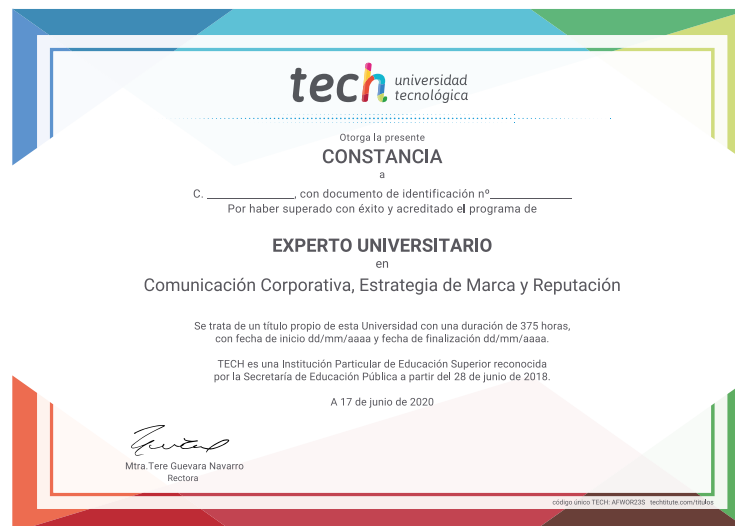 tech universidad
tecnológica
Otorga la presente
CONSTANCIA
a
C. ______________, con documento de identificación nº______________
Por haber superado con éxito y acreditado el programa de
EXPERTO UNIVERSITARIO
en
Comunicación Corporativa, Estrategia de Marca y Reputación
Se trata de un título propio de esta Universidad con una duración de 375 horas,
con fecha de inicio dd/mm/aaaa y fecha de finalización dd/mm/aaaa.
TECH es una Institución Particular de Educación Superior reconocida
por la Secretaría de Educación Pública a partir del 28 de junio de 2018.
A 17 de junio de 2020
Mtra.Tere Guevara Navarro
Rectora
código único TECH: AFWOR23S techtitute.com/títulos